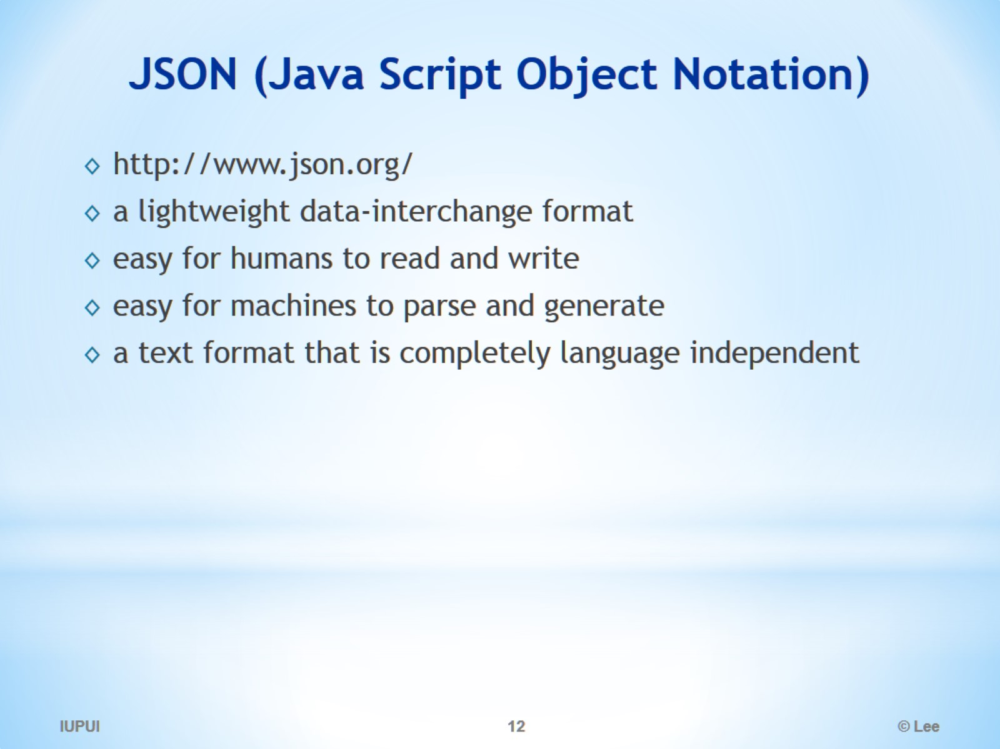 JSON (Java Script Object Notation)
◇ http://www.json.org/
◇ a lightweight data-interchange format
◇ easy for humans to read and write
◇ easy for machines to parse and generate
◇ a text format that is completely language independent
IUPUI 12 © Lee